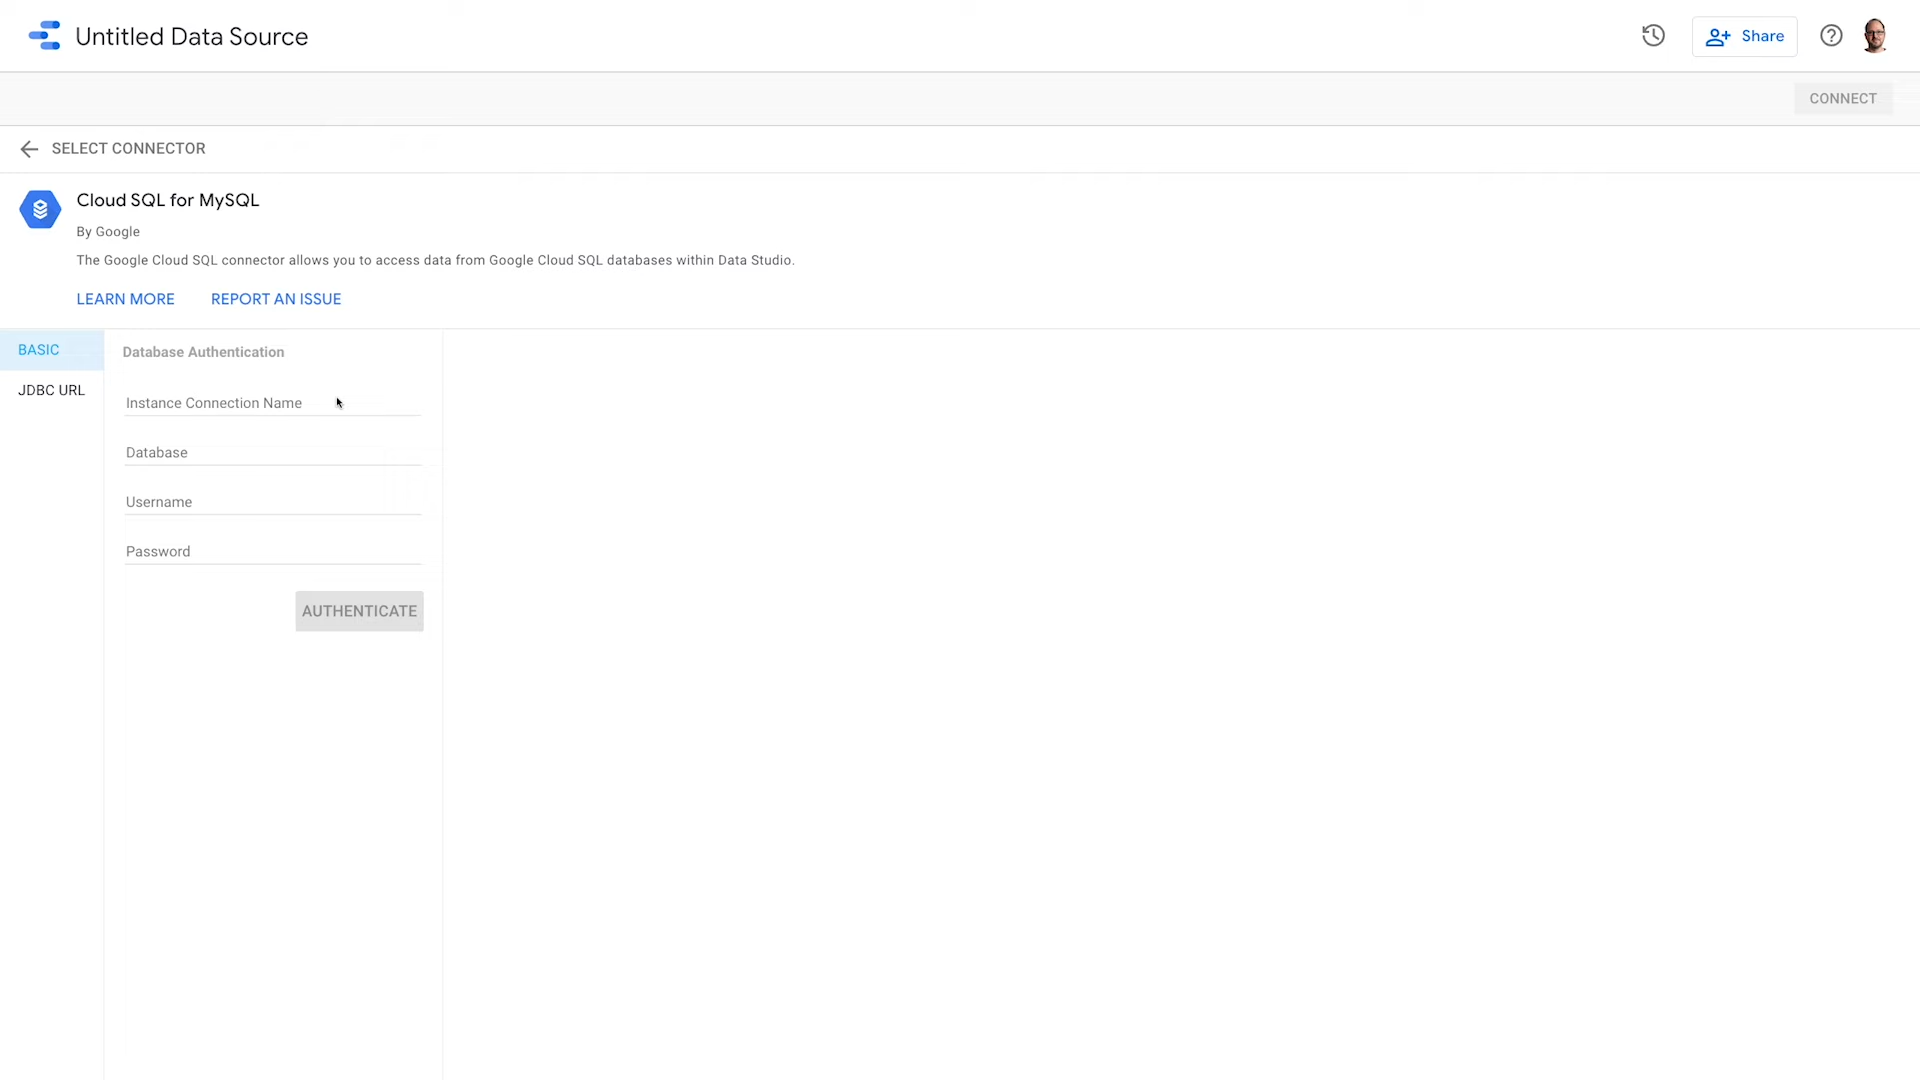 Untitled Data Source
Share
CONNECT
SELECT CONNECTOR
Cloud SQL for MySQL
By Google
The Google Cloud SQL connector allows you to access data from Google Cloud SQL databases within Data Studio.
LEARN MORE REPORT AN ISSUE
BASIC
JDBC URL
Database Authentication
Instance Connection Name
Database
Username
Password
AUTHENTICATE